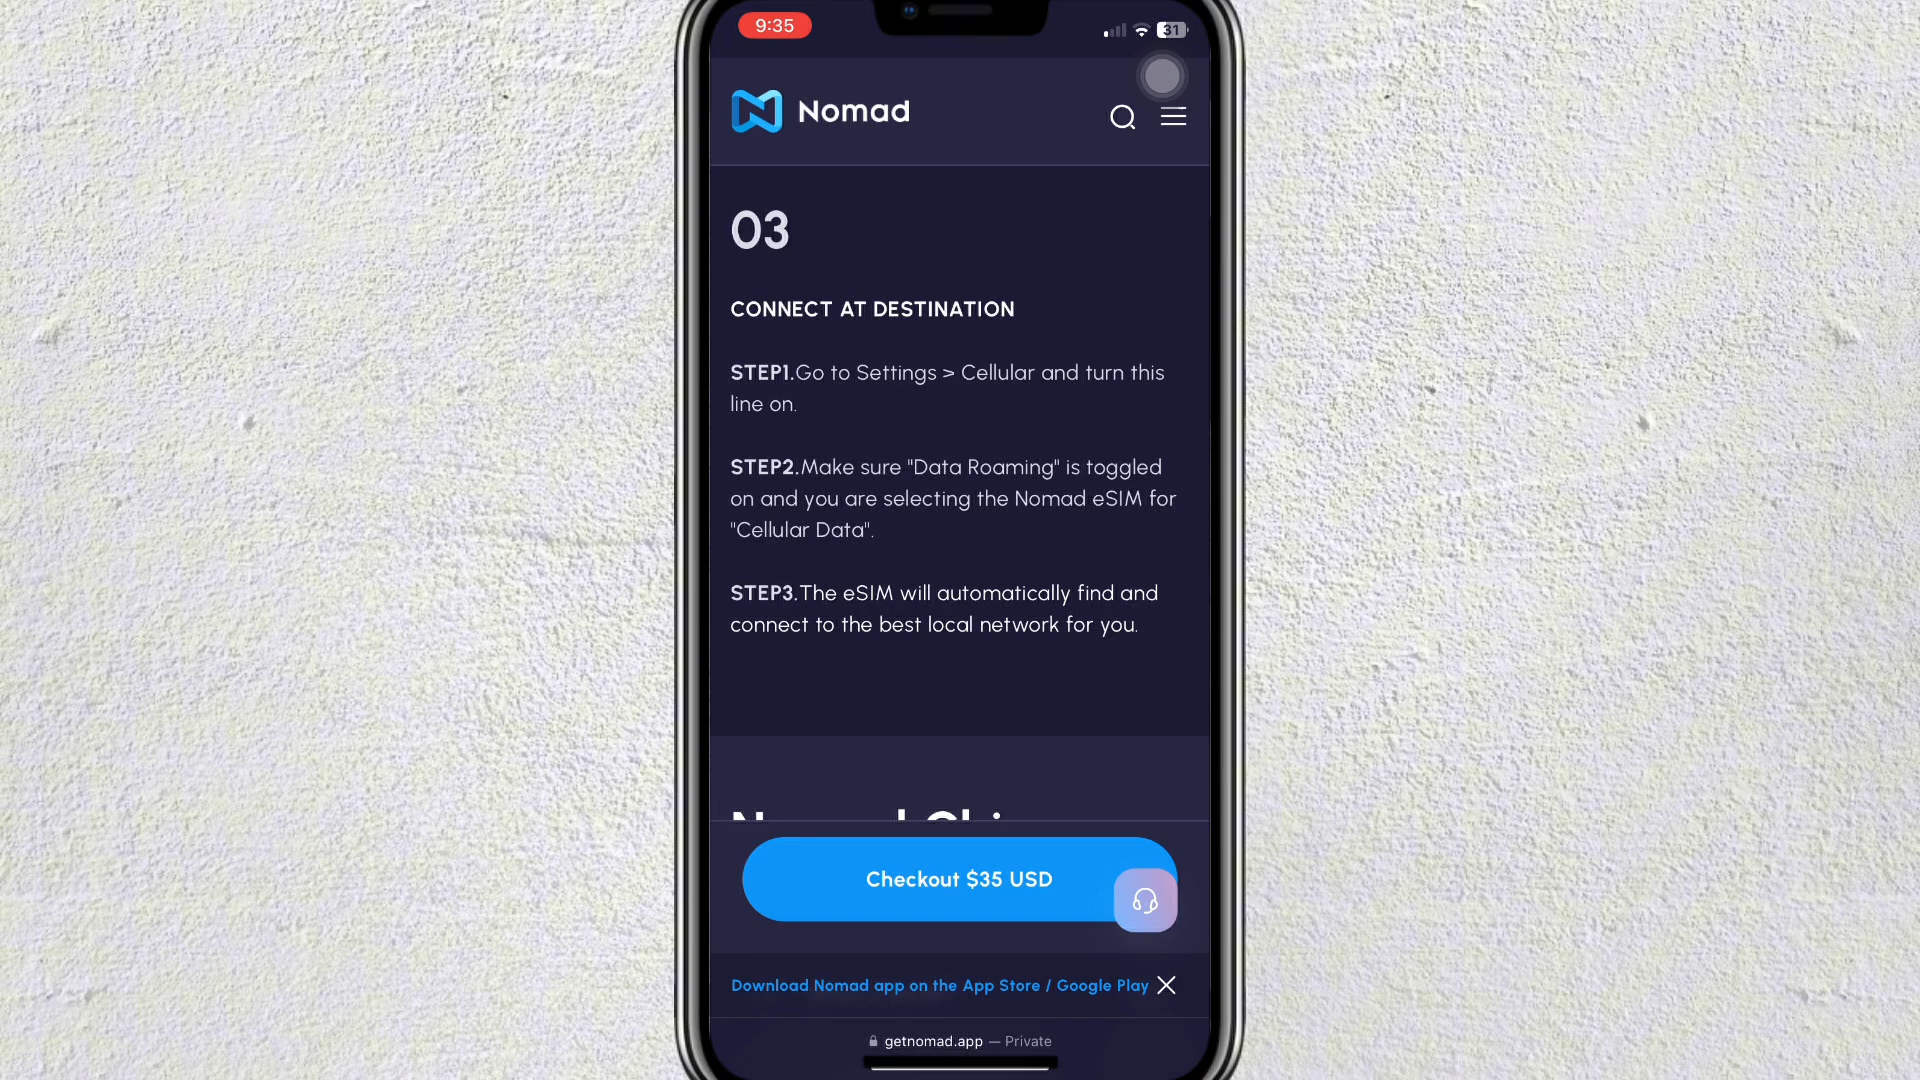 9:35
31
Nomad
03
CONNECT AT DESTINATION
STEP1.Go to Settings > Cellular and turn this
line on.
STEP2.Make sure "Data Roaming" is toggled
on and you are selecting the Nomad eSIM for
"Cellular Data".
STEP3.The eSIM will automatically find and
connect to the best local network for you.
Checkout $35 USD
Download Nomad app on the App Store / Google Play
getnomad.app — Private